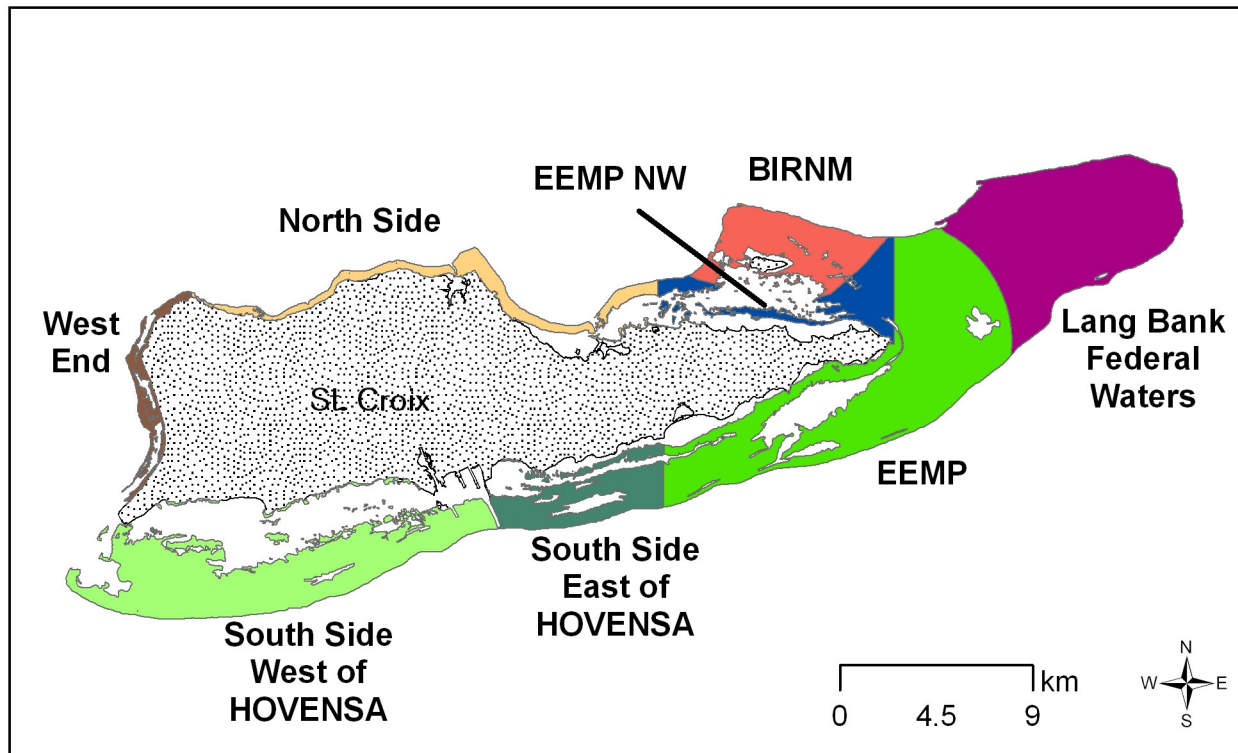 BIRNM
EEMP NW
North Side
West
End
St. Croix
Lang Bank
Federal
Waters
EEMP
South Side
East of
HOVENSA
South Side
West of
HOVENSA
km
0 4.5 9
N
W E
S